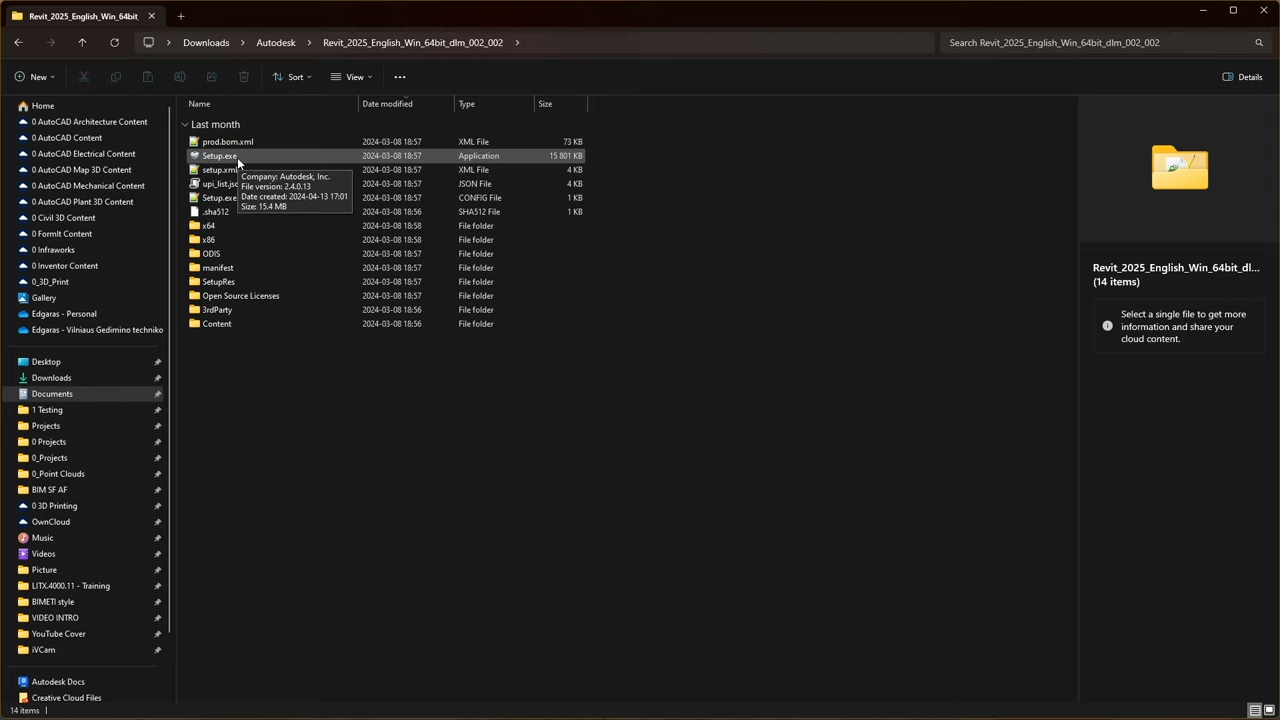 Revit_2025_English_Win_64bit_
Downloads
Autodesk
Revit_2025_English_Win_64bit_dlm_002_002
Search Revit_2025_English_Win_64bit_dlm_002_002
New
Sort
View
Details
Home
0 AutoCAD Architecture Content
0 AutoCAD Content
0 AutoCAD Electrical Content
0 AutoCAD Map 3D Content
0 AutoCAD Mechanical Content
0 AutoCAD Plant 3D Content
0 Civil 3D Content
0 FormIt Content
0 Infraworks
0 Inventor Content
0_3D_Print
Gallery
Edgaras - Personal
Edgaras - Vilniaus Gedimino techniko
Desktop
Downloads
Documents
1 Testing
Projects
0 Projects
0_Projects
0_Point Clouds
BIM SF AF
0 3D Printing
OwnCloud
Music
Videos
Picture
LITX.4000.11 - Training
BIMETI style
VIDEO INTRO
YouTube Cover
iVCam
Autodesk Docs
Creative Cloud Files
Name Date modified Type Size
Last month
prod.bom.xml 2024-03-08 18:57 XML File 73 KB
Setup.exe 2024-03-08 18:57 Application 15 801 KB
setup.xml 2024-03-08 18:57 XML File 4 KB
upi_list.jsc 2024-03-08 18:57 JSON File 4 KB
Setup.exe 2024-03-08 18:57 CONFIG File 1 KB
.sha512 2024-03-08 18:56 SHA512 File 1 KB
x64 2024-03-08 18:58 File folder
x86 2024-03-08 18:58 File folder
ODIS 2024-03-08 18:57 File folder
manifest 2024-03-08 18:57 File folder
SetupRes 2024-03-08 18:57 File folder
Open Source Licenses 2024-03-08 18:57 File folder
3rdParty 2024-03-08 18:56 File folder
Content 2024-03-08 18:56 File folder
Company: Autodesk, Inc.
File version: 2.4.0.13
Date created: 2024-04-13 17:01
Size: 15.4 MB
Revit_2025_English_Win_64bit_dl...
(14 items)
Select a single file to get more
information and share your
cloud content.
14 items